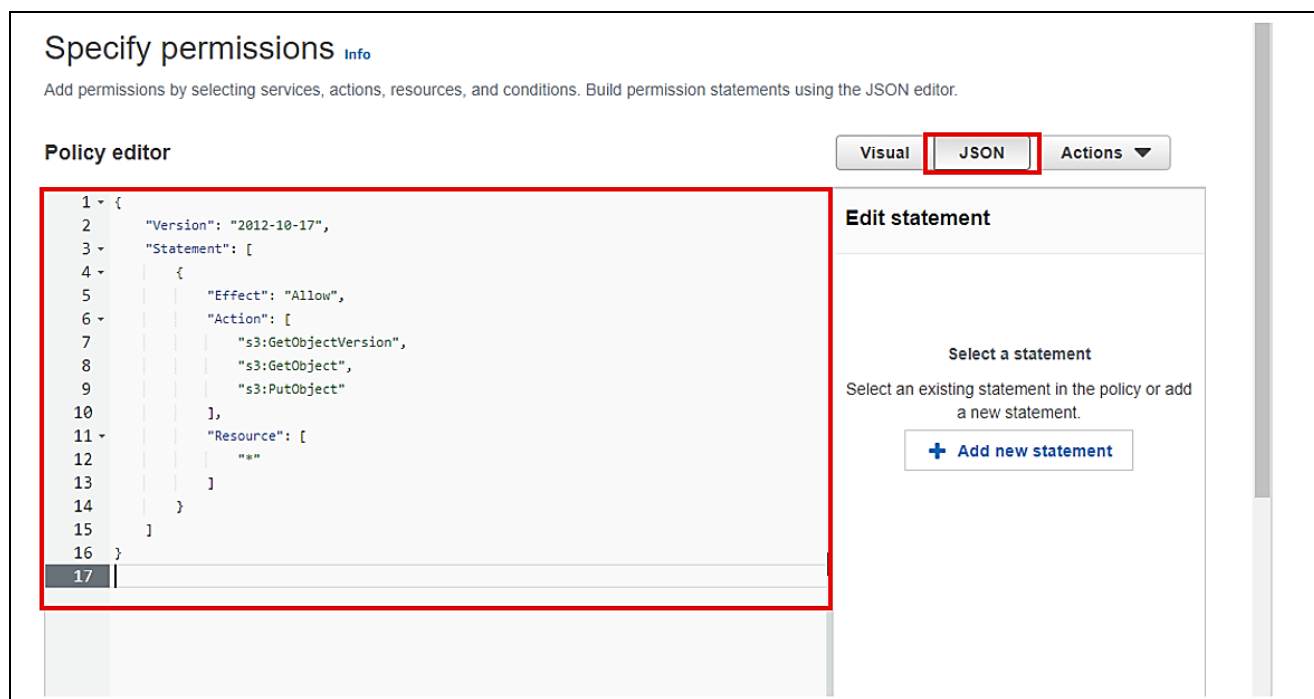 Specify permissions Info
Add permissions by selecting services, actions, resources, and conditions. Build permission statements using the JSON editor.
Policy editor
Visual
JSON
Actions
1 {
2 "Version": "2012-10-17",
3 "Statement": [
4 {
5 "Effect": "Allow",
6 "Action": [
7 "s3:GetObjectVersion",
8 "s3:GetObject",
9 "s3:PutObject"
10 ],
11 "Resource": [
12 "*"
13 ]
14 }
15 ]
16 }
17
Edit statement
Select a statement
Select an existing statement in the policy or add
a new statement.
+ Add new statement